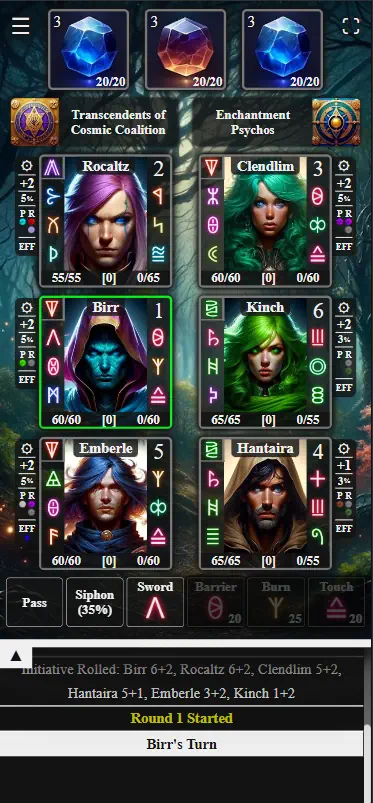 3 3 3
20/20 20/20 20/20
Transcendents of
Cosmic Coalition
Enchantment
Psychos
+2
5%
P R
EFF
Rocaltz 2
55/55 [0] 0/65
Clendlim 3
60/60 [0] 0/60
+2
5%
P R
EFF
+2
5%
P R
EFF
Birr 1
60/60 [0] 0/60
Kinch 6
65/65 [0] 0/55
+2
3%
P R
EFF
+2
5%
P R
EFF
Emberle 5
60/60 [0] 0/60
Hantaira 4
65/65 [0] 0/55
+1
3%
P R
EFF
Pass
Siphon
(35%)
Sword
Barrier
20
Burn
25
Touch
20
Initiative Rolled: Birr 6+2, Rocaltz 6+2, Clendlim 5+2,
Hantaira 5+1, Emberle 3+2, Kinch 1+2
Round 1 Started
Birr's Turn